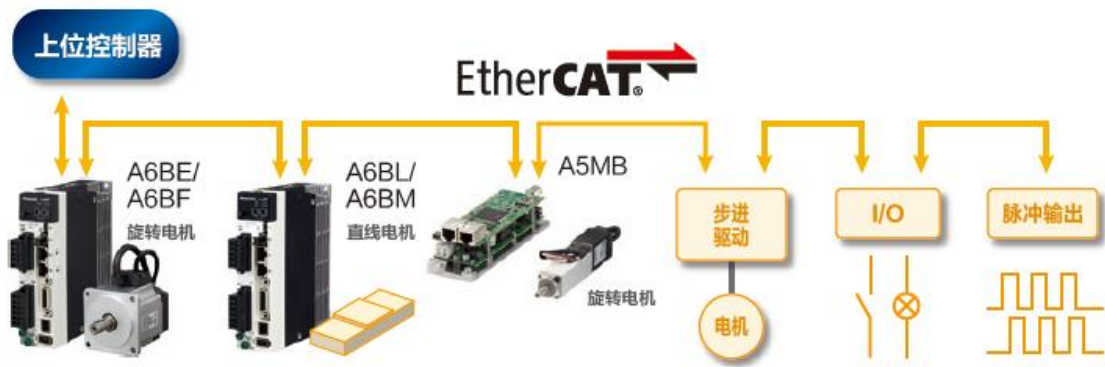 上位控制器
EtherCAT®
A6BE/
A6BF
旋转电机
A6BL/
A6BM
直线电机
A5MB
旋转电机
步进
驱动
电机
I/O
脉冲输出